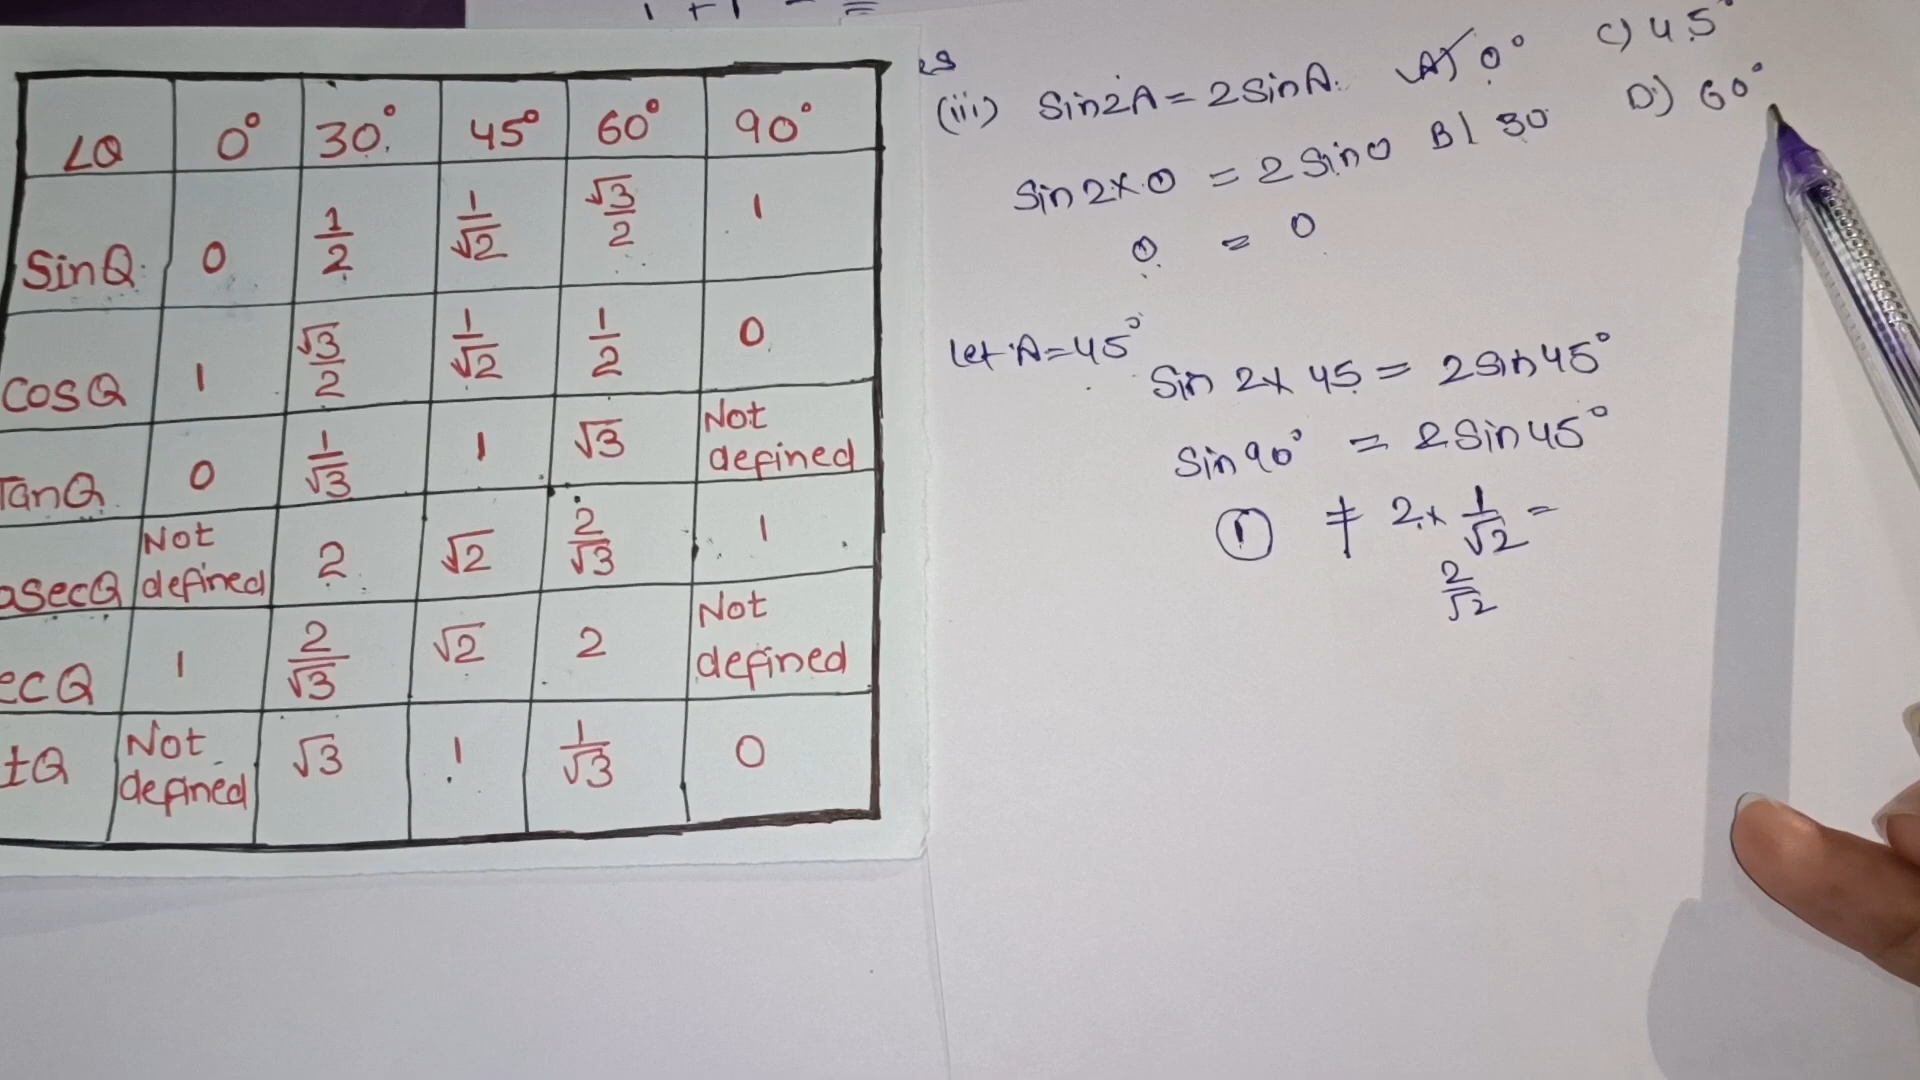 ∠Q 0° 30° 45° 60° 90°
SinQ 0 1/2 1/√2 √3/2 1
CosQ 1 √3/2 1/√2 1/2 0
TanQ 0 1/√3 1 √3 Not defined
osecQ Not defined 2 √2 2/√3 1
ecQ 1 2/√3 √2 2 Not defined
tQ Not defined √3 1 1/√3 0
(iii) Sin2A = 2SinA. A) 0° C) 45°
B) 30 D) 60°
Sin 2×0 = 2 Sin0
0 = 0
let A=45°
Sin 2×45 = 2Sin45°
Sin90° = 2Sin45°
1 ≠ 2× 1/√2 =
2/√2